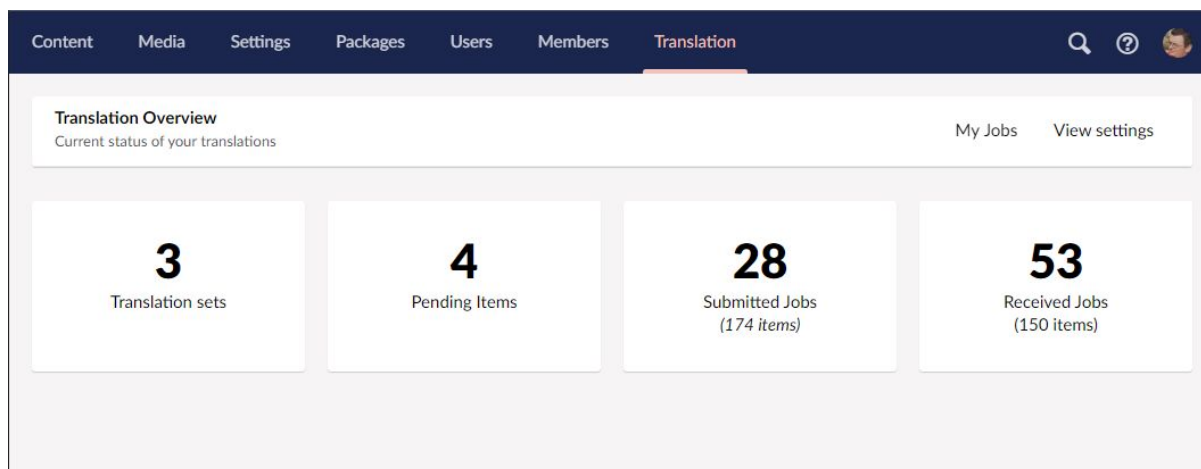 Content Media Settings Packages Users Members Translation
Translation Overview
Current status of your translations
My Jobs View settings
3
Translation sets
4
Pending Items
28
Submitted Jobs
(174 items)
53
Received Jobs
(150 items)